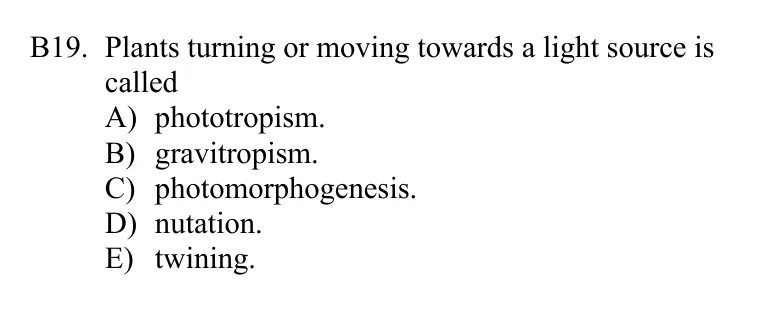 B19. Plants turning or moving towards a light source is
called
A) phototropism.
B) gravitropism.
C) photomorphogenesis.
D) nutation.
E) twining.